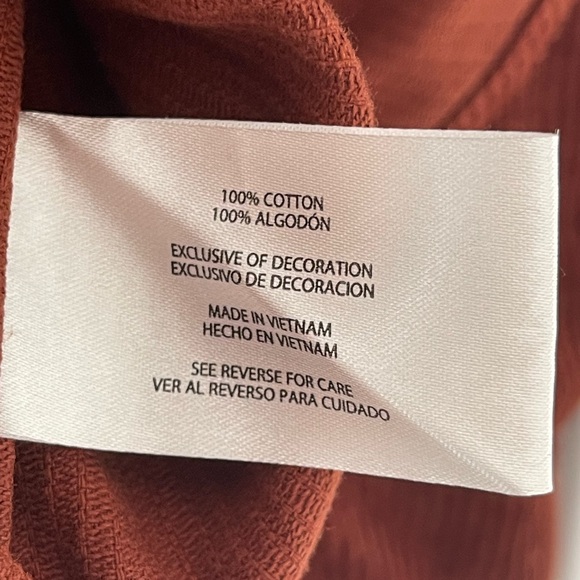 100% COTTON
100% ALGODÓN
EXCLUSIVE OF DECORATION
EXCLUSIVO DE DECORACION
MADE IN VIETNAM
HECHO EN VIETNAM
SEE REVERSE FOR CARE
VER AL REVERSO PARA CUIDADO